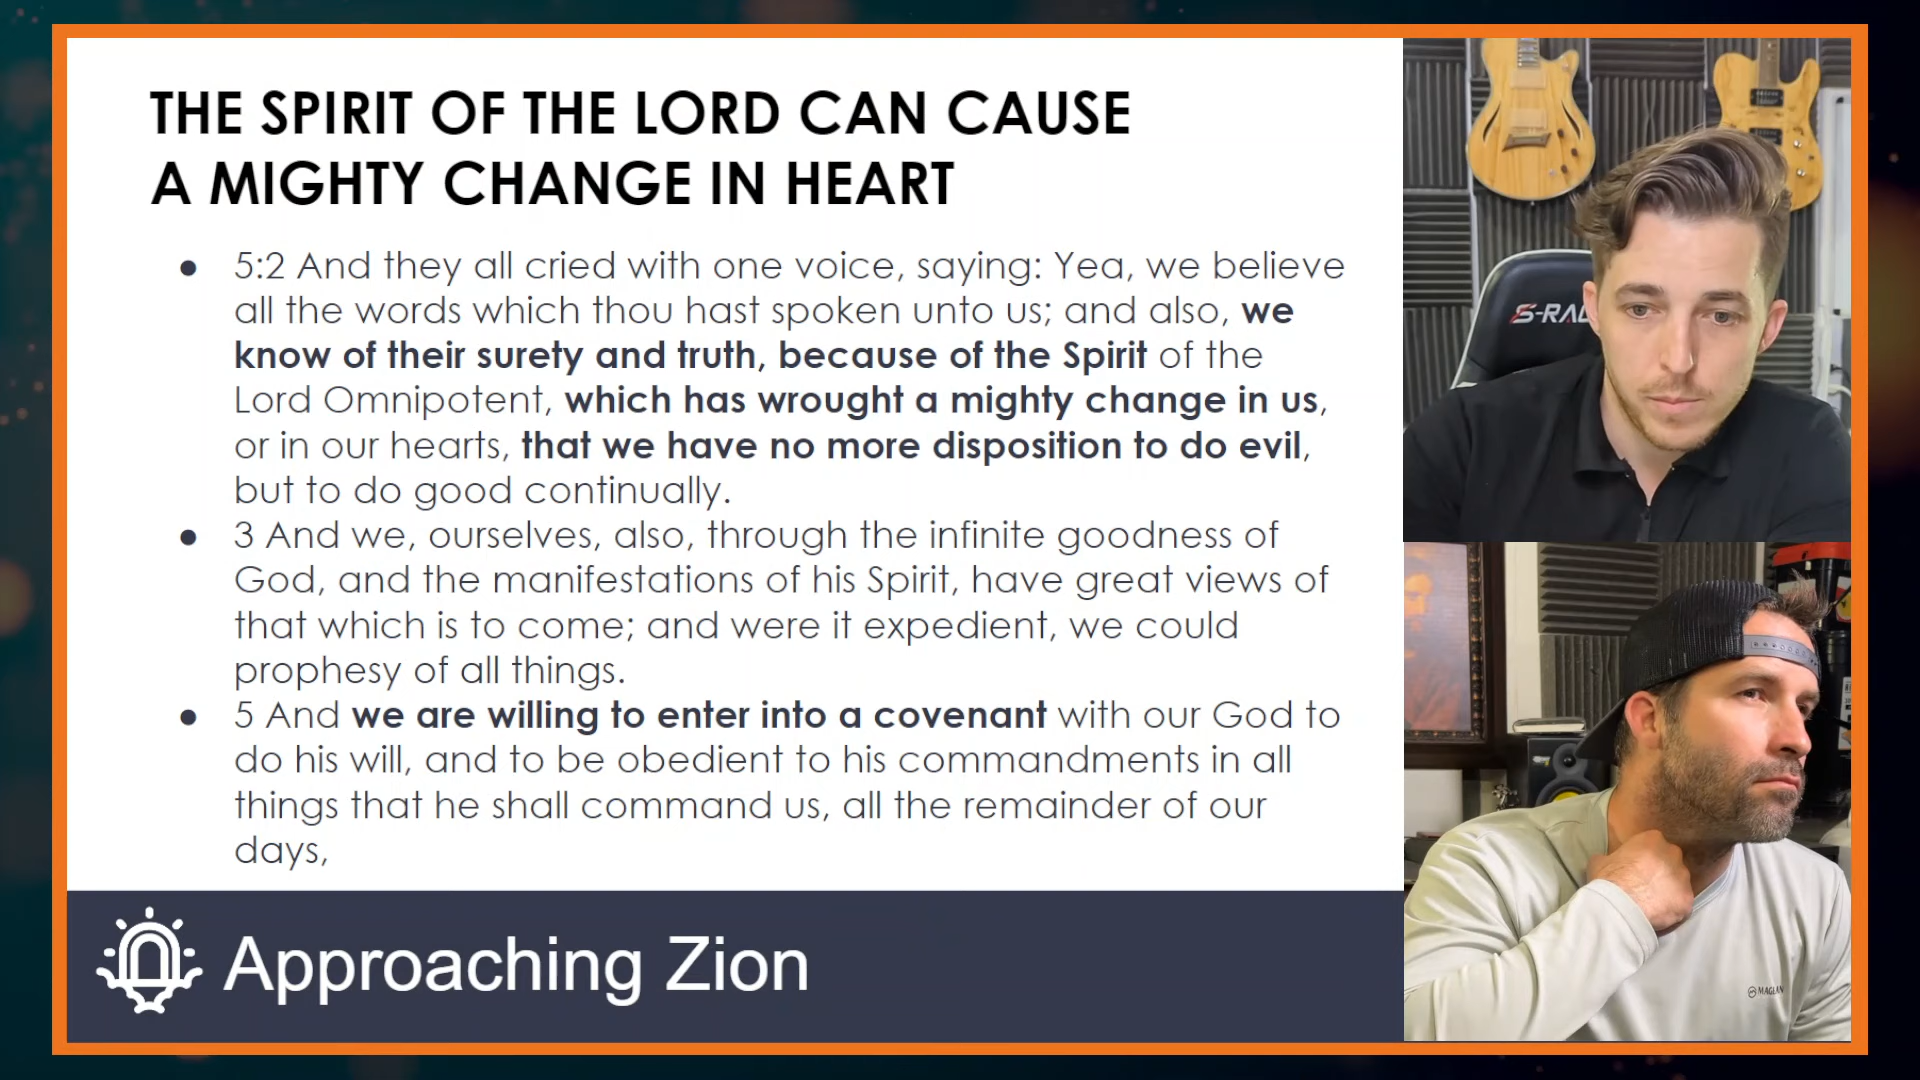 THE SPIRIT OF THE LORD CAN CAUSE
A MIGHTY CHANGE IN HEART
● 5:2 And they all cried with one voice, saying: Yea, we believe
all the words which thou hast spoken unto us; and also, we
know of their surety and truth, because of the Spirit of the
Lord Omnipotent, which has wrought a mighty change in us,
or in our hearts, that we have no more disposition to do evil,
but to do good continually.
● 3 And we, ourselves, also, through the infinite goodness of
God, and the manifestations of his Spirit, have great views of
that which is to come; and were it expedient, we could
prophesy of all things.
● 5 And we are willing to enter into a covenant with our God to
do his will, and to be obedient to his commandments in all
things that he shall command us, all the remainder of our
days,
Approaching Zion